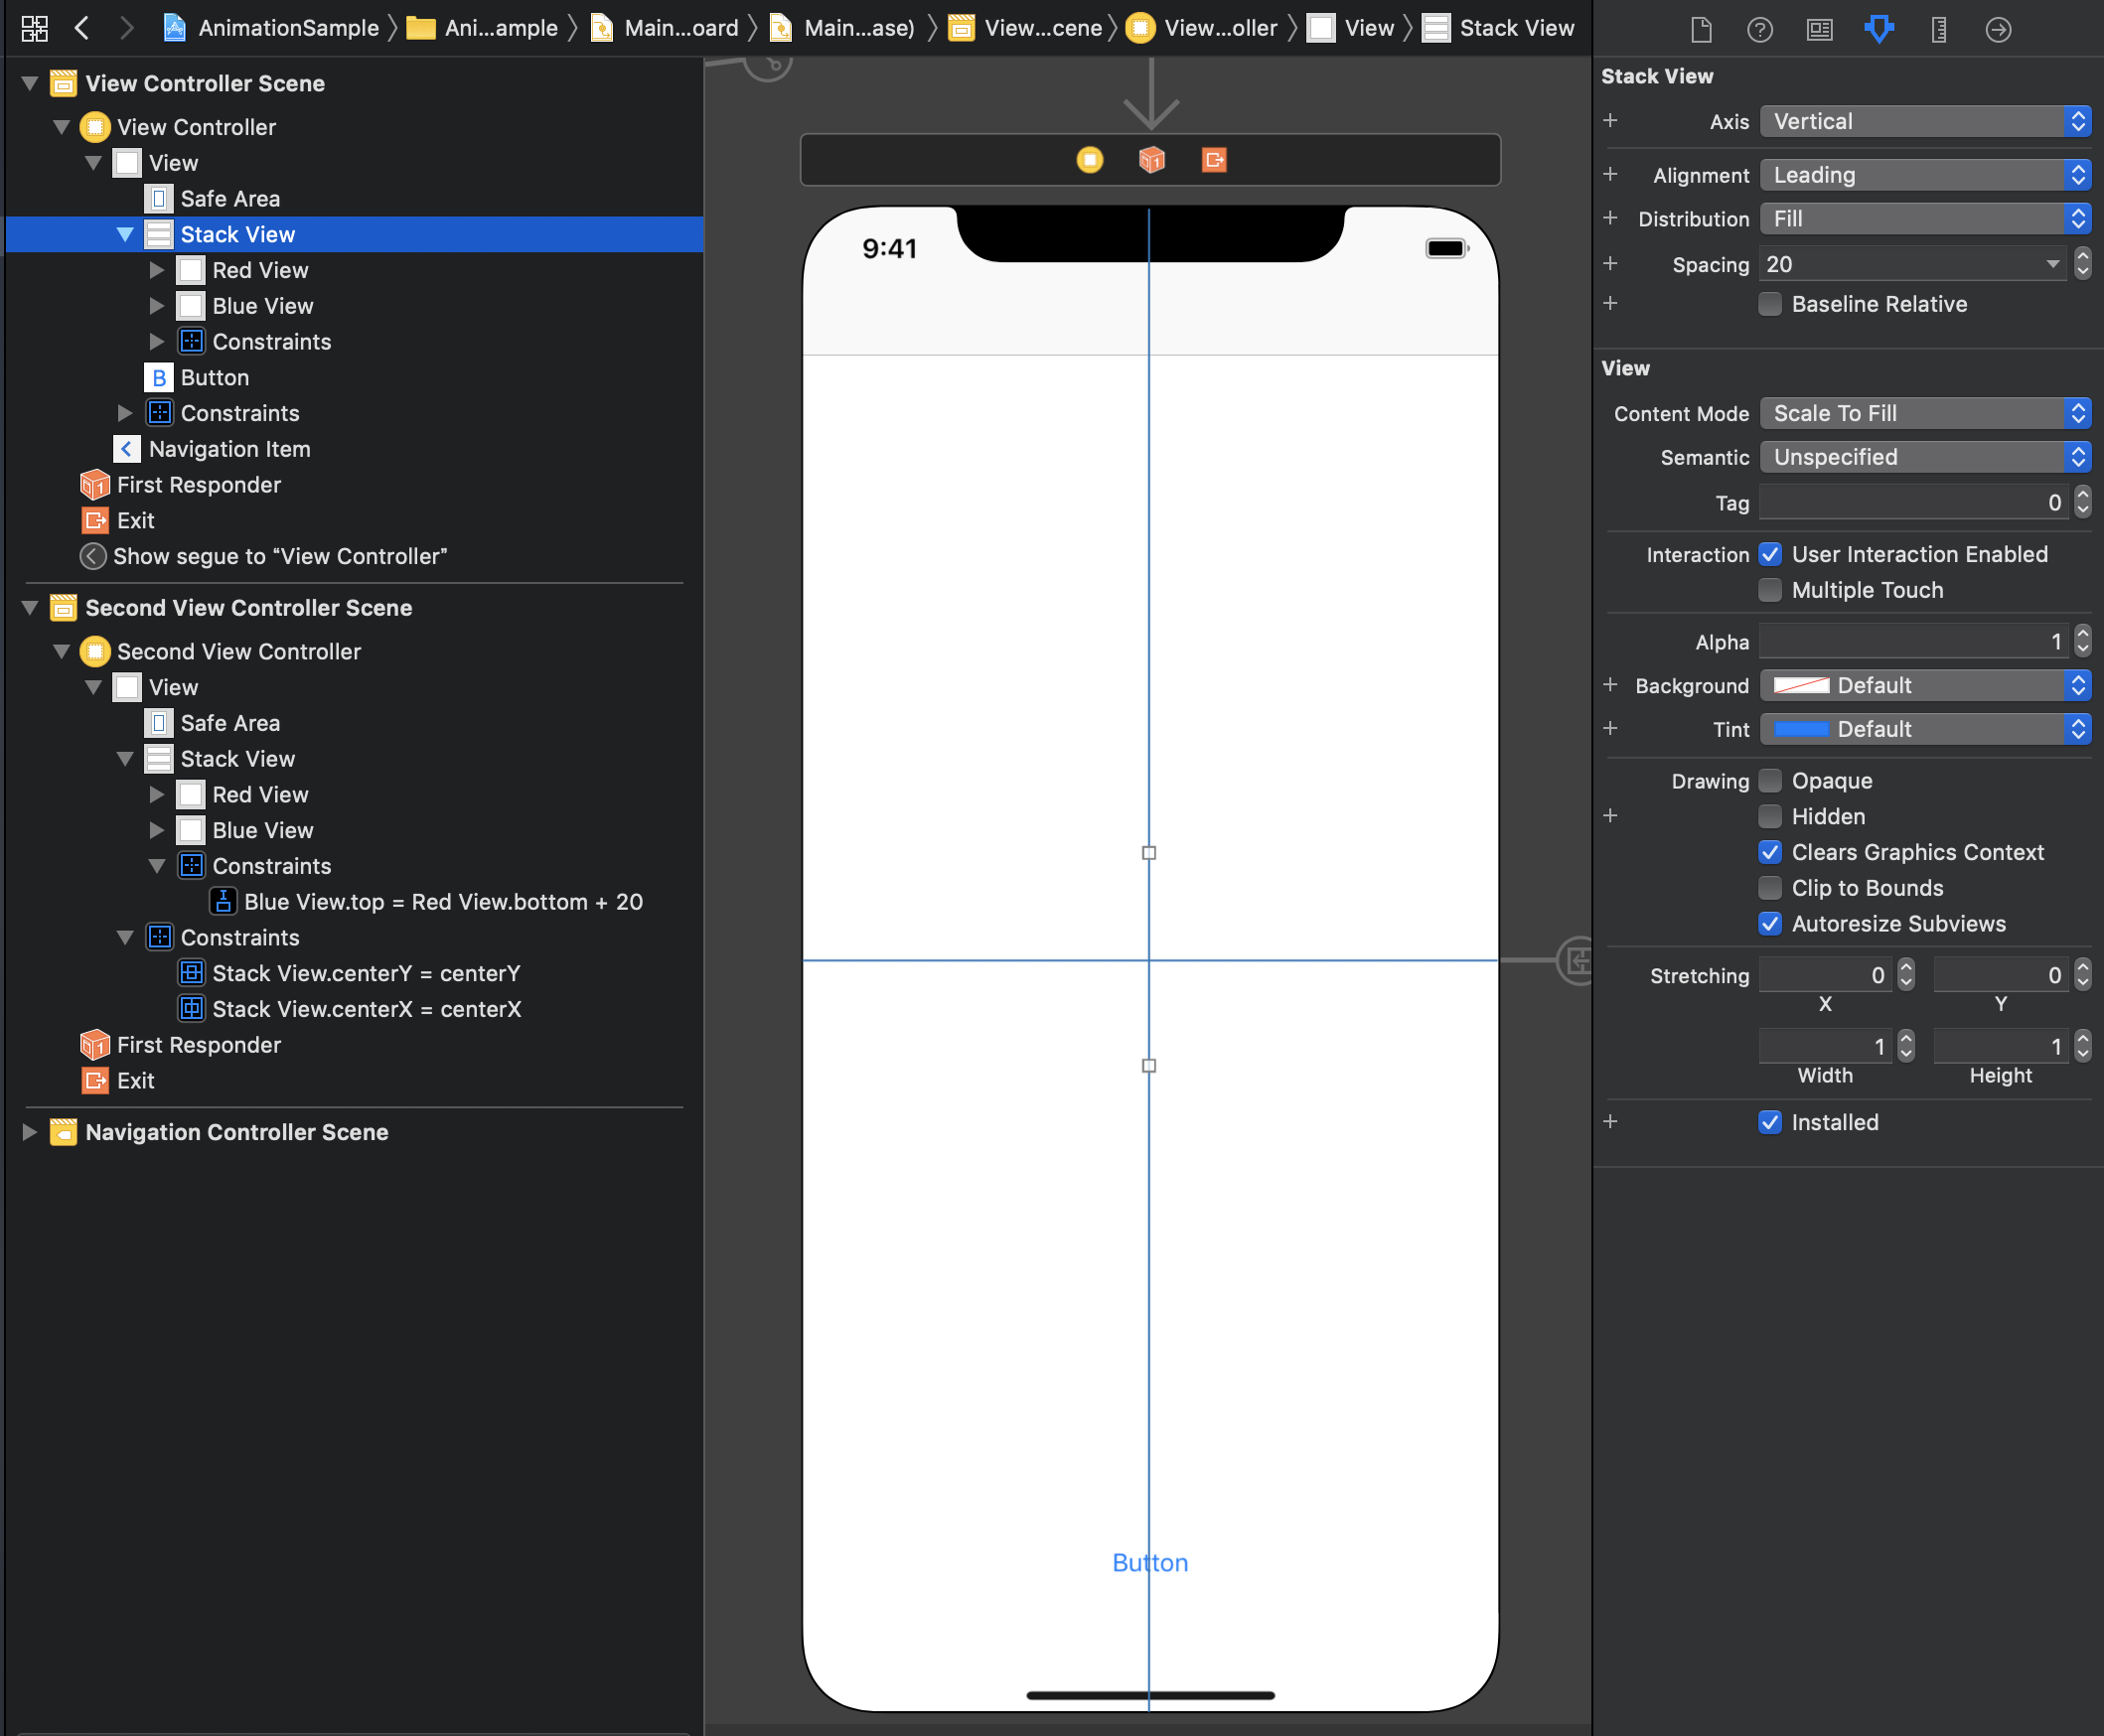 AnimationSample Ani...ample Main...oard Main...ase) View...cene View...oller View Stack View
View Controller Scene
View Controller
View
Safe Area
Stack View
Red View
Blue View
Constraints
B Button
Constraints
Navigation Item
First Responder
Exit
Show segue to “View Controller”
Second View Controller Scene
Second View Controller
View
Safe Area
Stack View
Red View
Blue View
Constraints
Blue View.top = Red View.bottom + 20
Constraints
Stack View.centerY = centerY
Stack View.centerX = centerX
First Responder
Exit
Navigation Controller Scene
9:41
Button
Stack View
Axis Vertical
Alignment Leading
Distribution Fill
Spacing 20
Baseline Relative
View
Content Mode Scale To Fill
Semantic Unspecified
Tag 0
Interaction User Interaction Enabled
Multiple Touch
Alpha 1
Background Default
Tint Default
Drawing Opaque
Hidden
Clears Graphics Context
Clip to Bounds
Autoresize Subviews
Stretching 0 0
X Y
1 1
Width Height
Installed